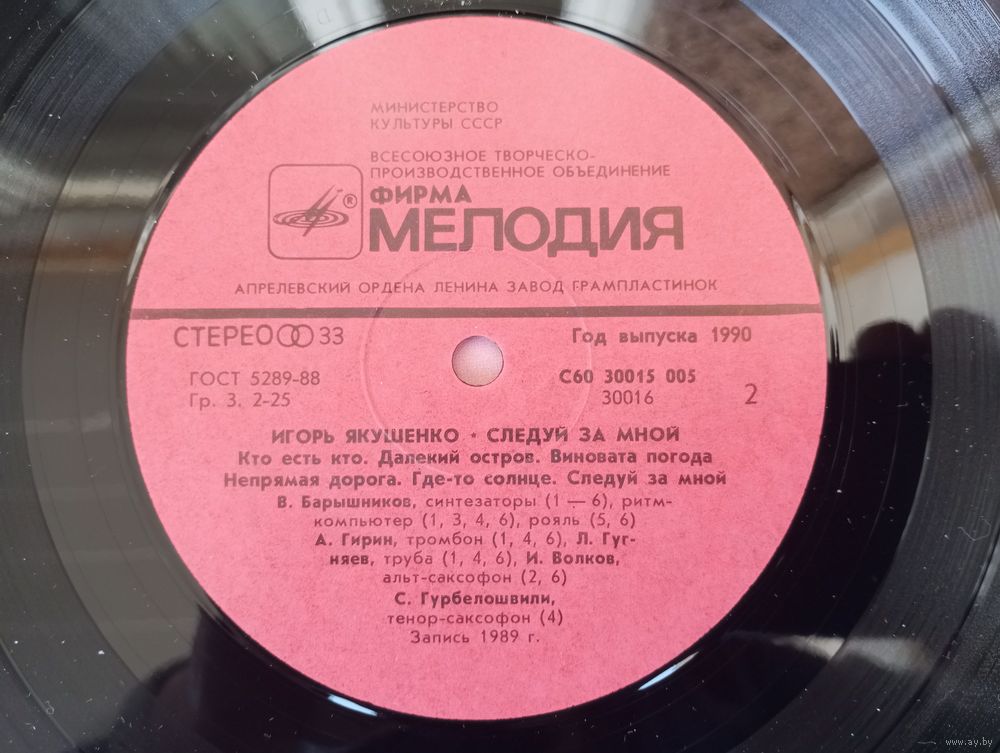 МИНИСТЕРСТВО
КУЛЬТУРЫ СССР
ВСЕСОЮЗНОЕ ТВОРЧЕСКО-
ПРОИЗВОДСТВЕННОЕ ОБЪЕДИНЕНИЕ
®
ФИРМА
МЕЛОДИЯ
АПРЕЛЕВСКИЙ ОРДЕНА ЛЕНИНА ЗАВОД ГРАМПЛАСТИНОК
СТЕРЕО 33
Год выпуска 1990
ГОСТ 5289-88
Гр. 3. 2-25
С60 30015 005
30016
2
ИГОРЬ ЯКУШЕНКО • СЛЕДУЙ ЗА МНОЙ
Кто есть кто. Далекий остров. Виновата погода
Непрямая дорога. Где-то солнце. Следуй за мной
В. Барышников, синтезаторы (1 — 6), ритм-
компьютер (1, 3, 4, 6), рояль (5, 6)
А. Гирин, тромбон (1, 4, 6), Л. Гуг-
няев, труба (1, 4, 6), И. Волков,
альт-саксофон (2, 6)
С. Гурбелошвили,
тенор-саксофон (4)
Запись 1989 г.
www.ay.by